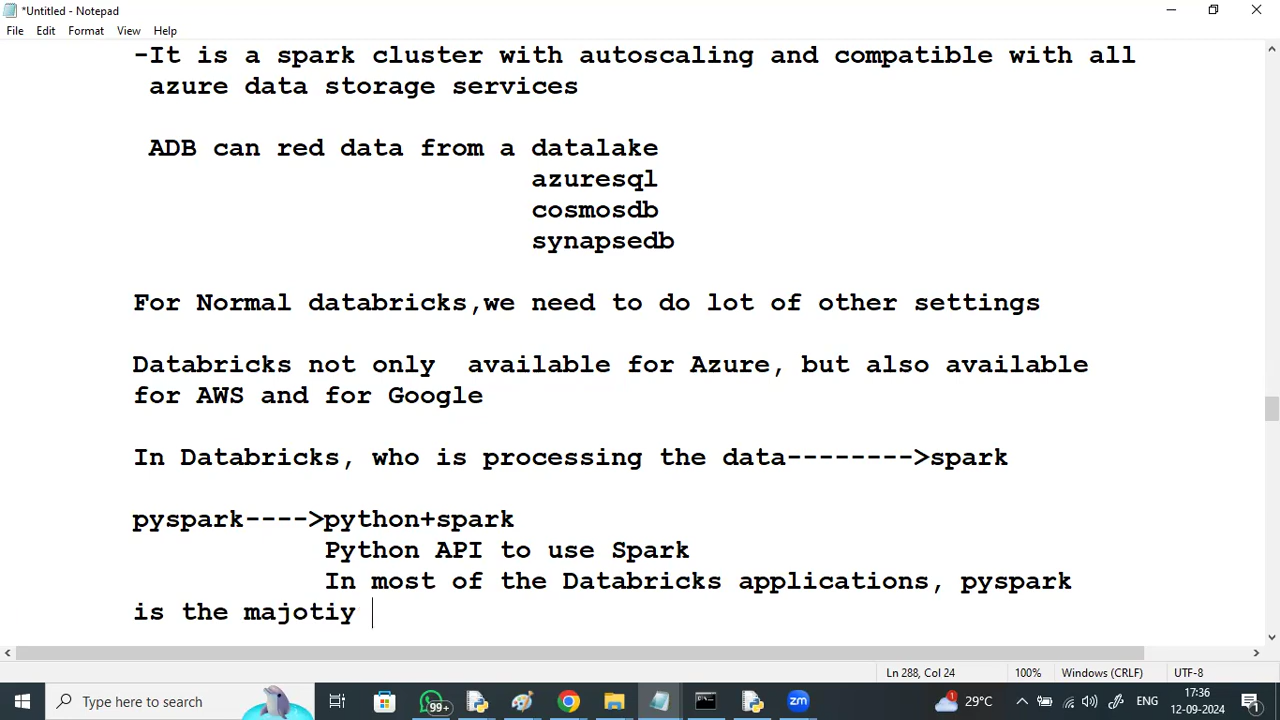 *Untitled - Notepad
File Edit Format View Help
-It is a spark cluster with autoscaling and compatible with all
azure data storage services
ADB can red data from a datalake
azuresql
cosmosdb
synapsedb
For Normal databricks,we need to do lot of other settings
Databricks not only  available for Azure, but also available
for AWS and for Google
In Databricks, who is processing the data-------->spark
pyspark---->python+spark
Python API to use Spark
In most of the Databricks applications, pyspark
is the majotiy
Ln 288, Col 24 100% Windows (CRLF) UTF-8
Type here to search 99+ 1 29°C ENG 17:36 12-09-2024 1